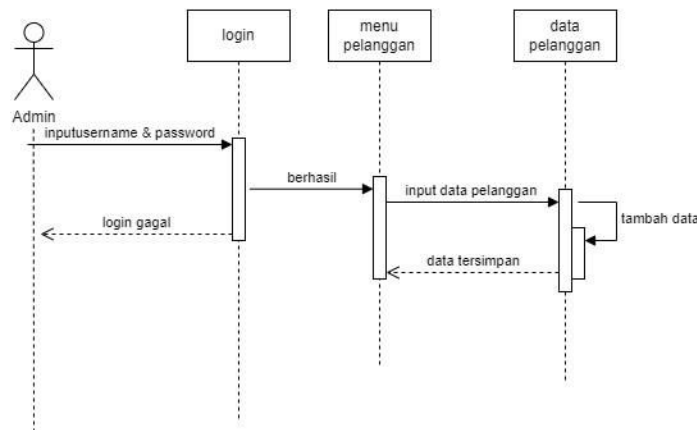 login
menu
pelanggan
data
pelanggan
Admin
inputusername & password
berhasil
input data pelanggan
tambah data
login gagal
data tersimpan